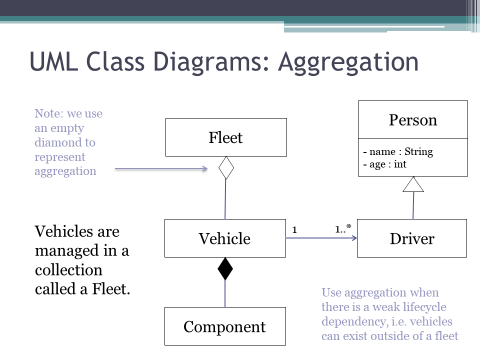 UML Class Diagrams: Aggregation
Note: we use
an empty
diamond to
represent
aggregation
Fleet
Person
- name : String
- age : int
Vehicles are
managed in a
collection
called a Fleet.
Vehicle
1
1..*
Driver
Component
Use aggregation when
there is a weak lifecycle
dependency, i.e. vehicles
can exist outside of a fleet